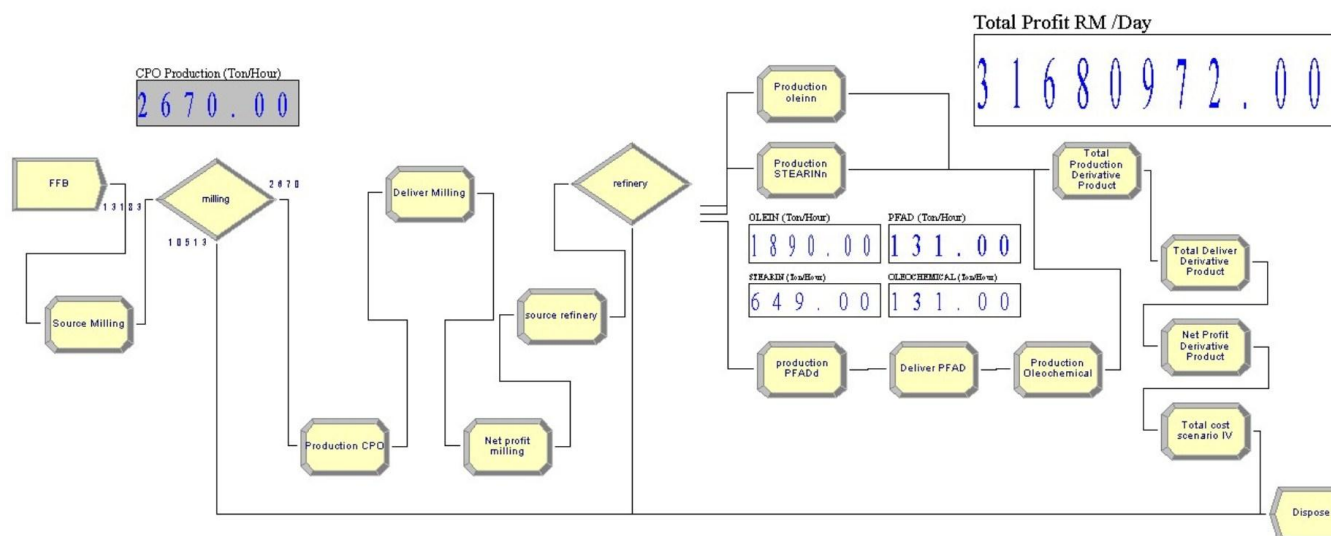 Total Profit RM /Day
31680972.00
CPO Production (Ton/Hour)
2670.00
FFB
13183
milling
2670
10513
Source Milling
Production CPO
Deliver Milling
Net profit
milling
source refinery
refinery
Production
oleinn
Production
STEARINn
OLEIN (Ton/Hour)
1890.00
PFAD (Ton/Hour)
131.00
STEARIN (Ton/Hour)
649.00
OLEOCHEMICAL (Ton/Hour)
131.00
production
PFADd
Deliver PFAD
Production
Oleochemical
Total
Production
Derivative
Product
Total Deliver
Derivative
Product
Net Profit
Derivative
Product
Total cost
scenario IV
Dispose